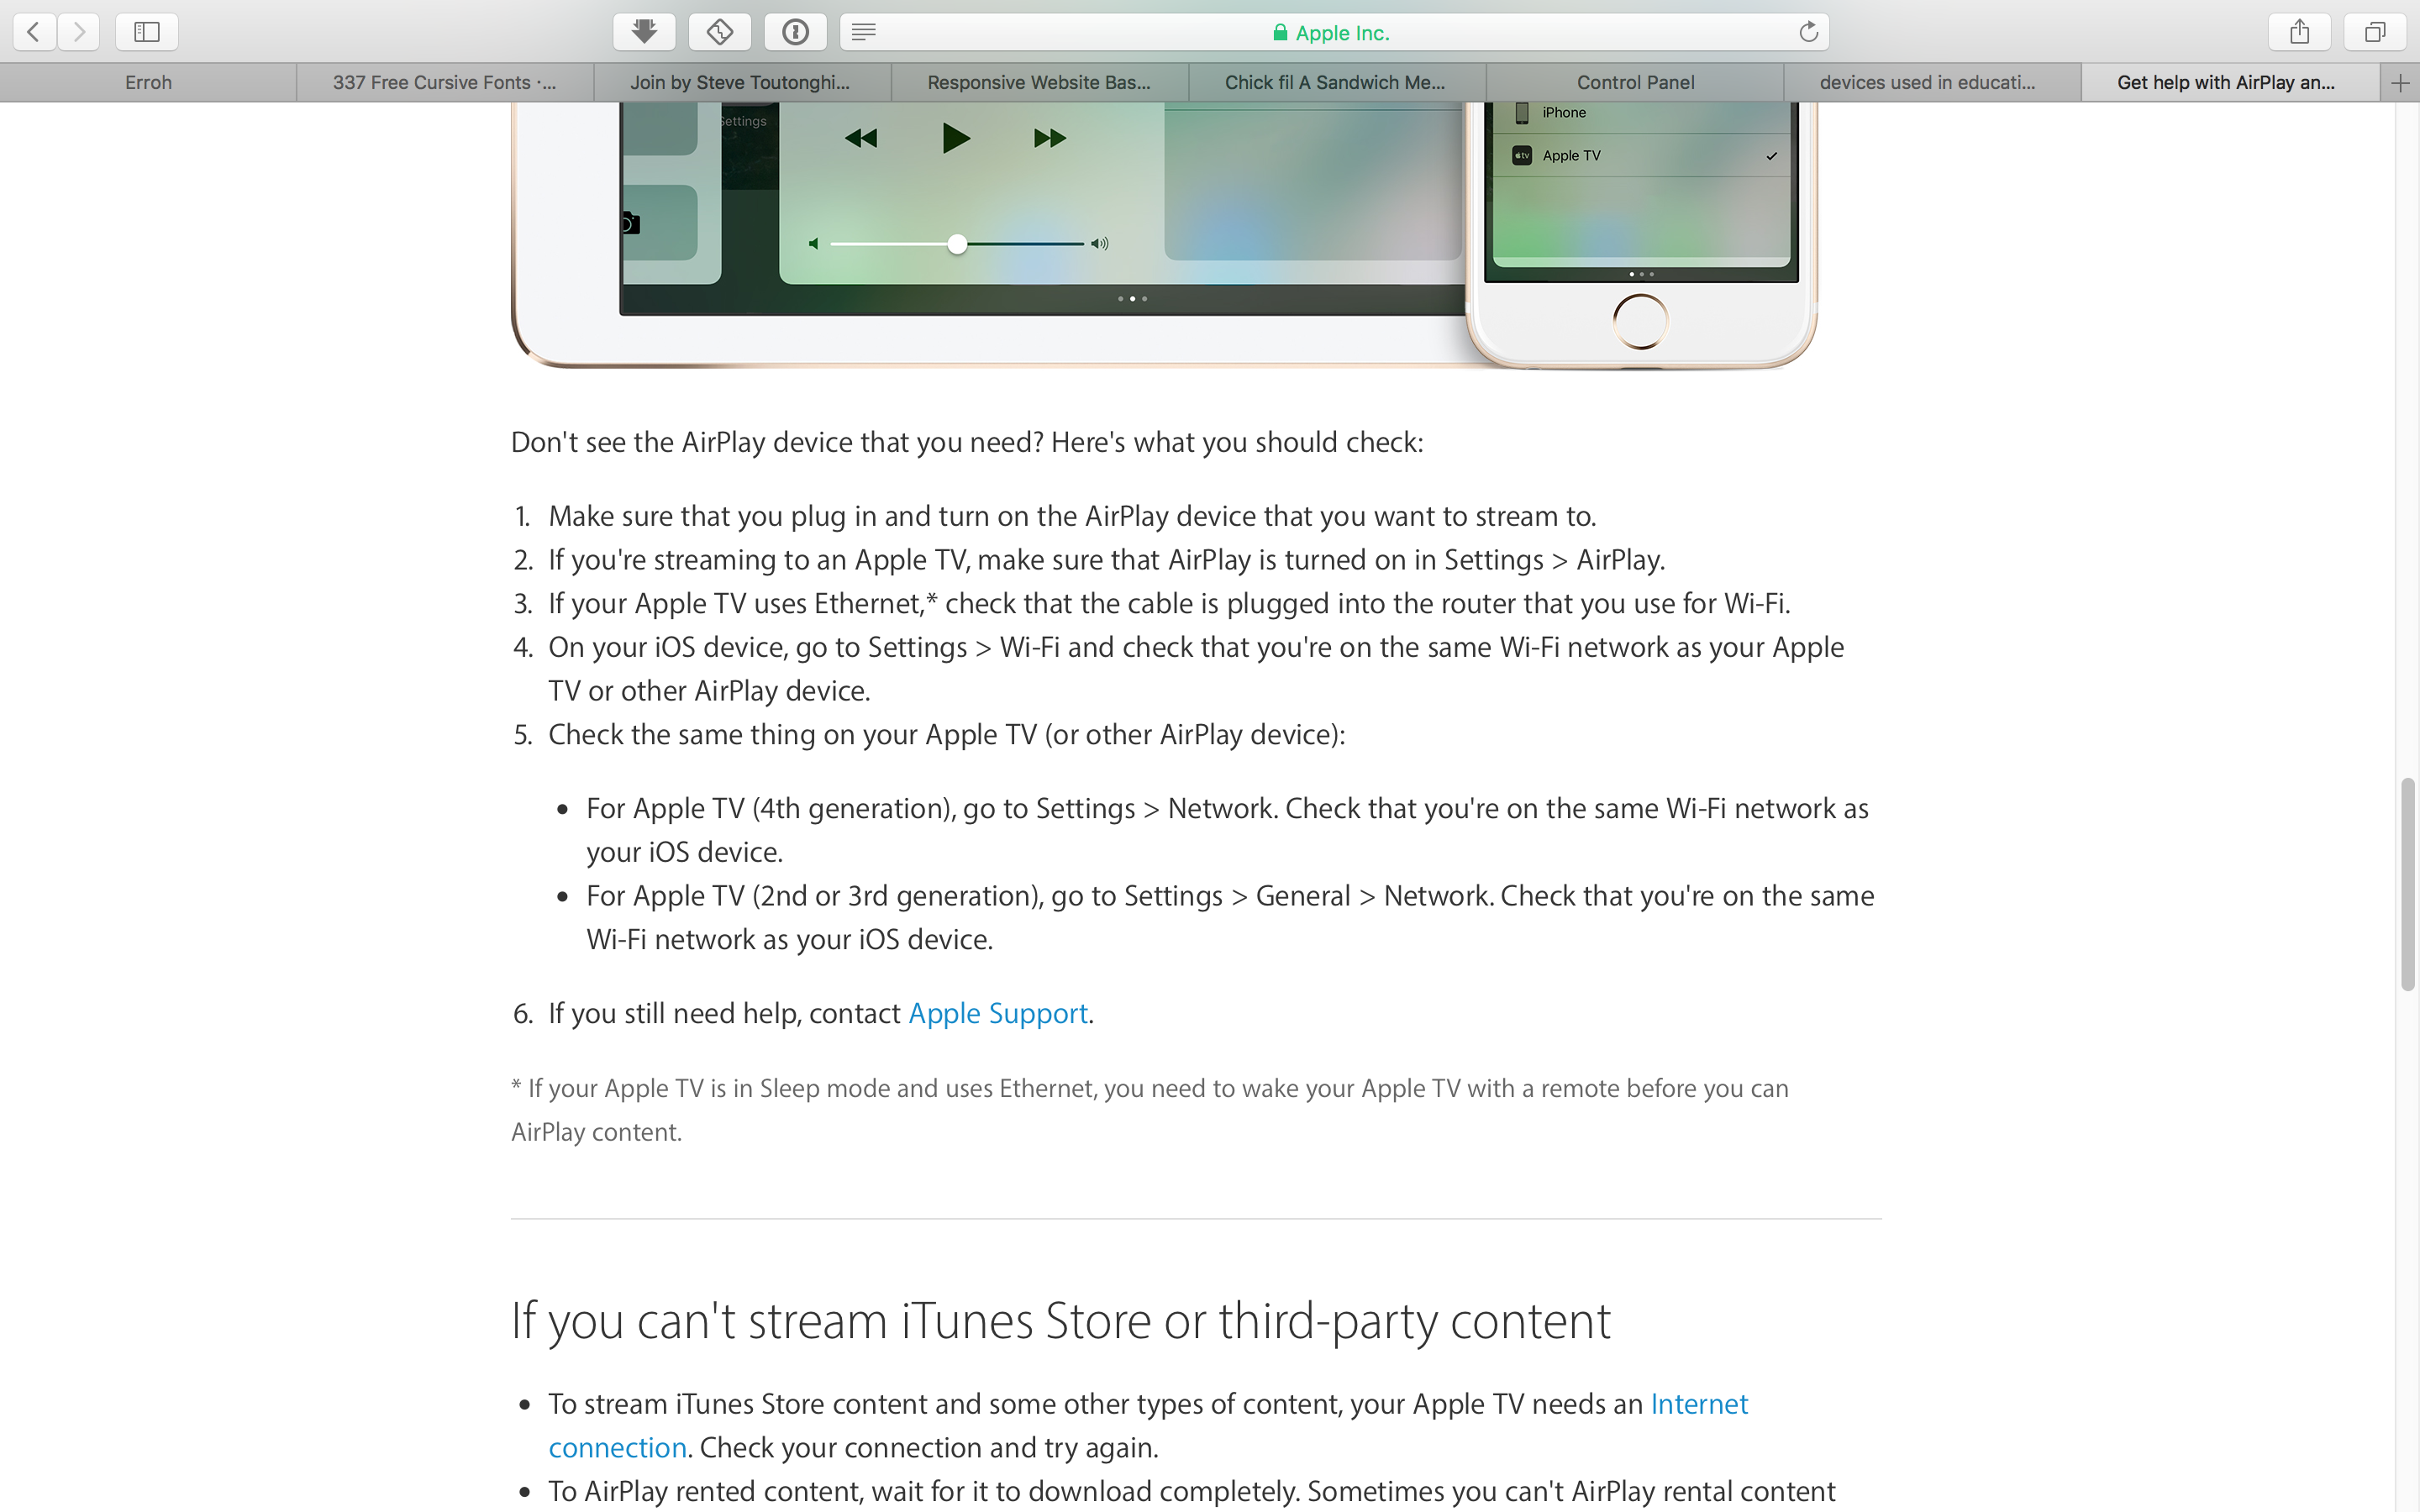 Apple Inc.
Erroh
337 Free Cursive Fonts ·...
Join by Steve Toutonghi...
Responsive Website Bas...
Chick fil A Sandwich Me...
Control Panel
devices used in educati...
Get help with AirPlay an...
Settings
iPhone
Apple TV
Don't see the AirPlay device that you need? Here's what you should check:
1. Make sure that you plug in and turn on the AirPlay device that you want to stream to.
2. If you're streaming to an Apple TV, make sure that AirPlay is turned on in Settings > AirPlay.
3. If your Apple TV uses Ethernet,* check that the cable is plugged into the router that you use for Wi-Fi.
4. On your iOS device, go to Settings > Wi-Fi and check that you're on the same Wi-Fi network as your Apple
TV or other AirPlay device.
5. Check the same thing on your Apple TV (or other AirPlay device):
• For Apple TV (4th generation), go to Settings > Network. Check that you're on the same Wi-Fi network as
your iOS device.
• For Apple TV (2nd or 3rd generation), go to Settings > General > Network. Check that you're on the same
Wi-Fi network as your iOS device.
6. If you still need help, contact Apple Support.
* If your Apple TV is in Sleep mode and uses Ethernet, you need to wake your Apple TV with a remote before you can
AirPlay content.
If you can't stream iTunes Store or third-party content
• To stream iTunes Store content and some other types of content, your Apple TV needs an Internet
connection. Check your connection and try again.
• To AirPlay rented content, wait for it to download completely. Sometimes you can't AirPlay rental content